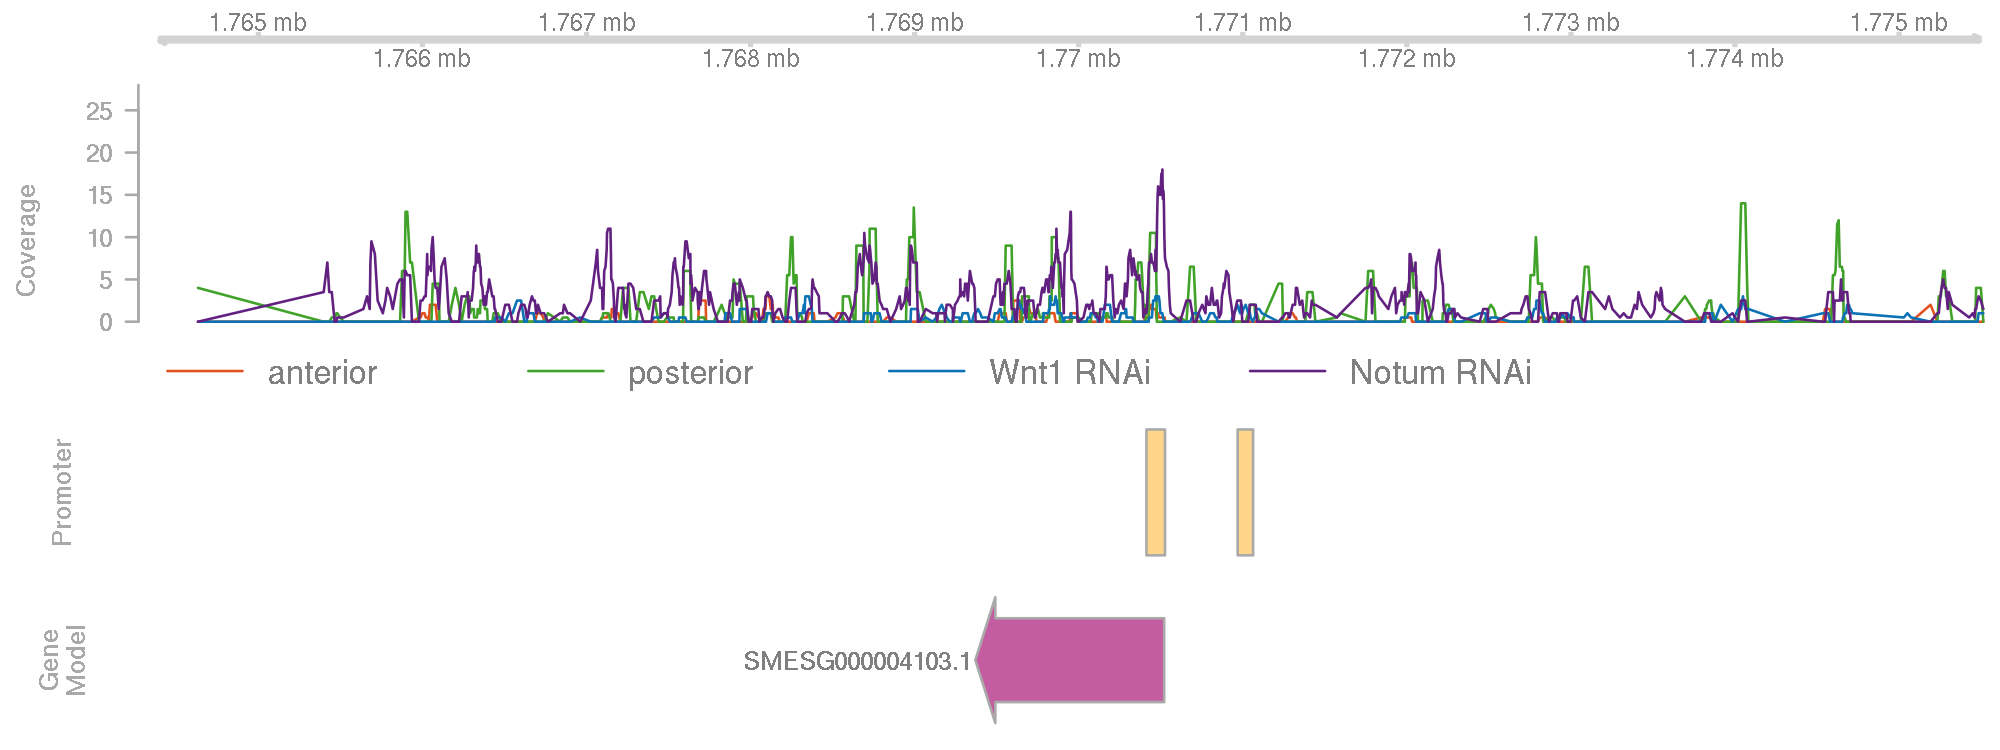 1.765 mb 1.767 mb 1.769 mb 1.771 mb 1.773 mb 1.775 mb
1.766 mb 1.768 mb 1.77 mb 1.772 mb 1.774 mb
Coverage
25
20
15
10
5
0
anterior posterior Wnt1 RNAi Notum RNAi
Promoter
Gene
Model
SMESG000004103.1